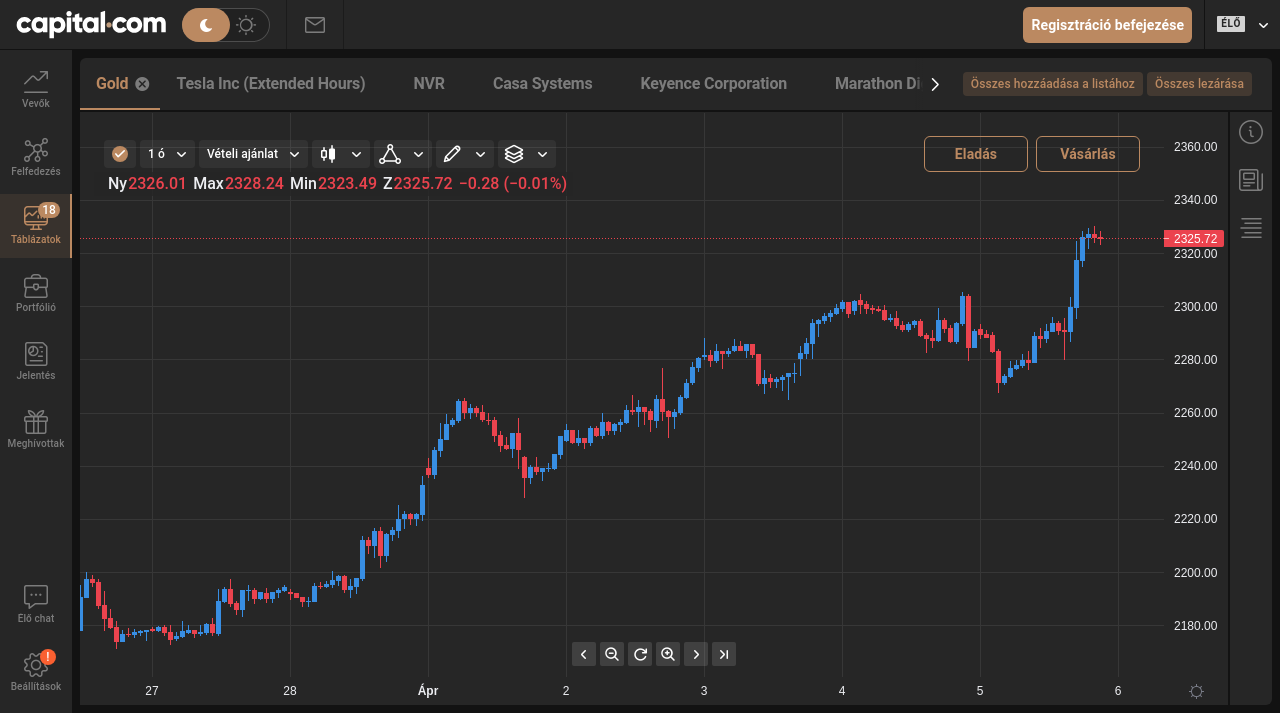 capital.com
Regisztráció befejezése
ÉLŐ
Vevők
Felfedezés
18
Táblázatok
Portfólió
Jelentés
Meghívottak
Élő chat
!
Beállítások
Gold
Tesla Inc (Extended Hours)
NVR
Casa Systems
Keyence Corporation
Marathon Di
Összes hozzáadása a listához
Összes lezárása
1 ó
Vételi ajánlat
Eladás
Vásárlás
Ny2326.01 Max2328.24 Min2323.49 Z2325.72 −0.28 (−0.01%)
2360.00
2340.00
2325.72
2320.00
2300.00
2280.00
2260.00
2240.00
2220.00
2200.00
2180.00
27 28 Ápr 2 3 4 5 6